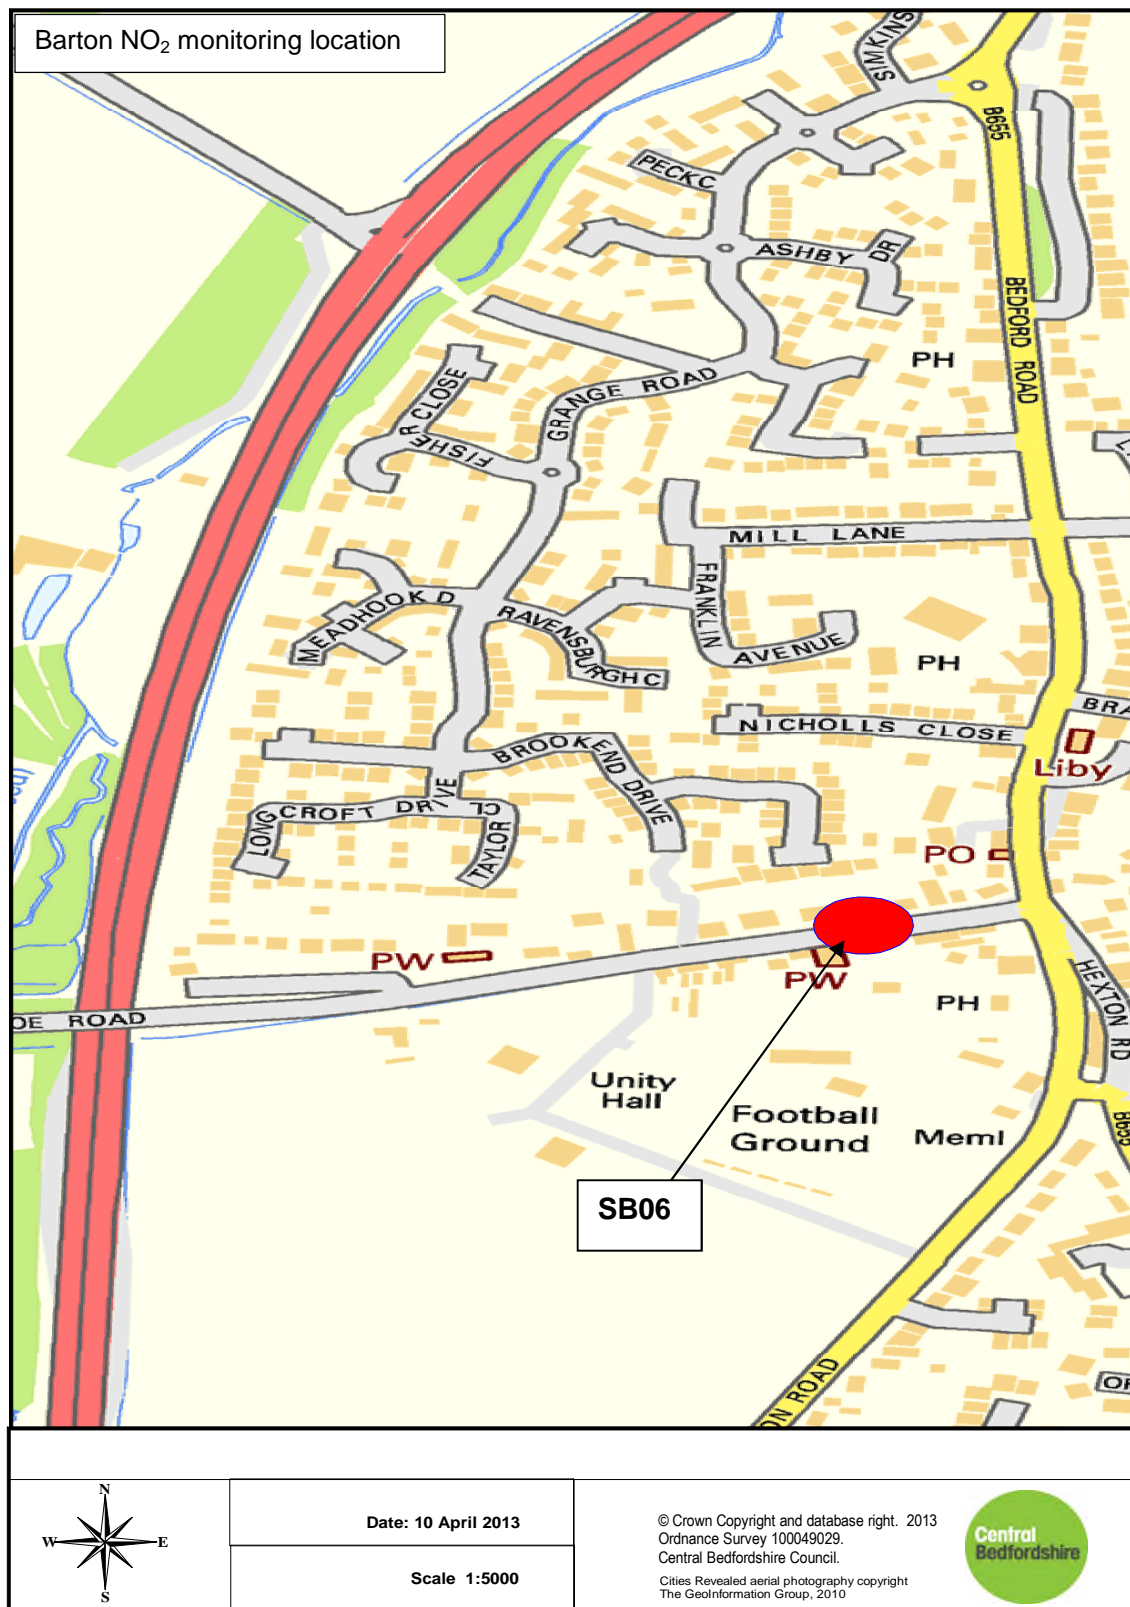 Barton NO₂ monitoring location
SIMKINS
B655
PECK C
ASHBY DR
BEDFORD ROAD
PH
GRANGE ROAD
FISHER CLOSE
MILL LANE
FRANKLIN AVENUE
MEADHOOK D
RAVENSBURGH C
PH
BRA
NICHOLLS CLOSE
Liby
BROOKEND DRIVE
LONGCROFT DRIVE
TAYLOR CL
PO
PW
PW
OE ROAD
PH
HEXTON RD
Unity
Hall
Football
Ground
Meml
B655
SB06
ON ROAD
N
W E
S
Date: 10 April 2013
Scale 1:5000
© Crown Copyright and database right. 2013
Ordnance Survey 100049029.
Central Bedfordshire Council.
Cities Revealed aerial photography copyright
The GeoInformation Group, 2010
Central
Bedfordshire